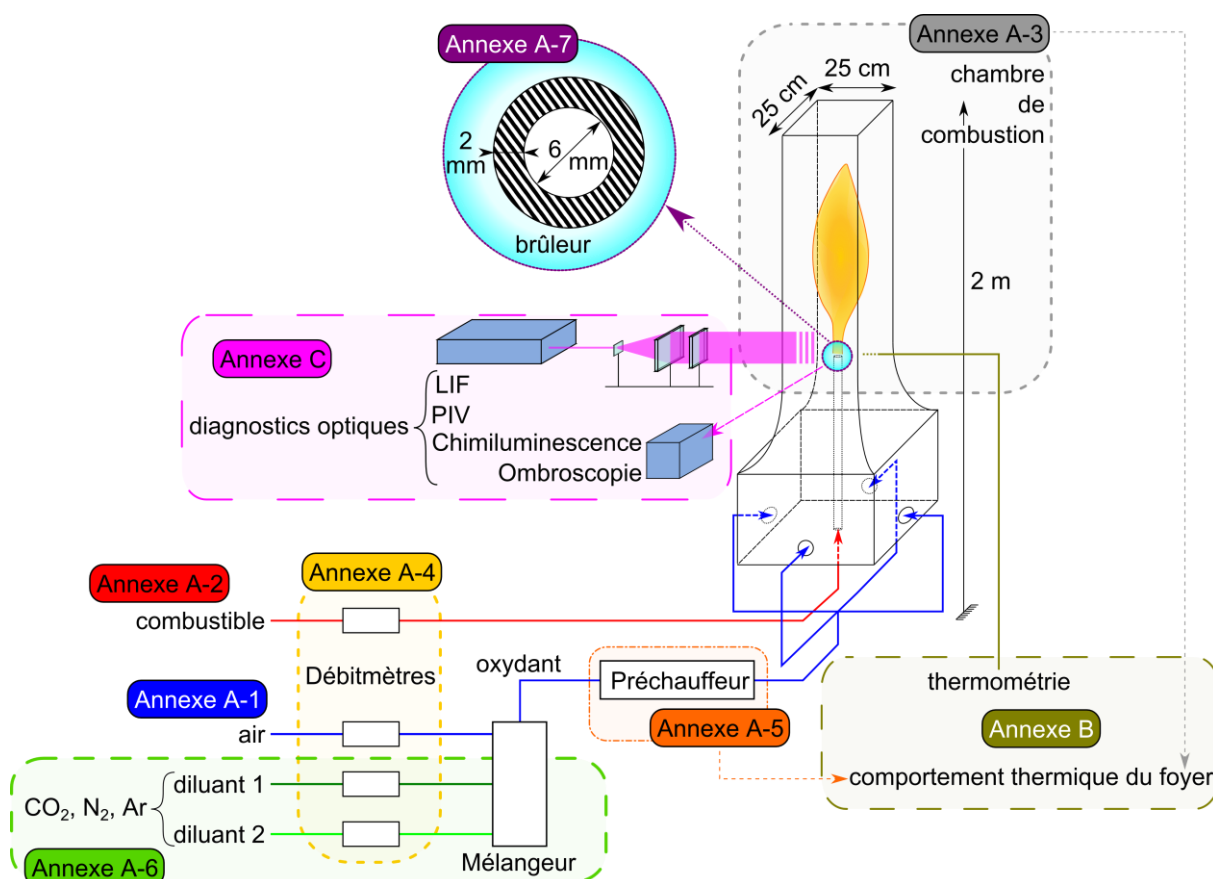 Annexe A-7
2
mm
6
mm
brûleur
Annexe A-3
25 cm
25 cm
chambre
de
combustion
2 m
Annexe C
diagnostics optiques
LIF
PIV
Chimiluminescence
Ombroscopie
Annexe A-2
combustible
Annexe A-4
Débitmètres
Annexe A-1
air
oxydant
Préchauffeur
Annexe A-5
thermométrie
Annexe B
comportement thermique du foyer
CO₂, N₂, Ar
diluant 1
diluant 2
Mélangeur
Annexe A-6